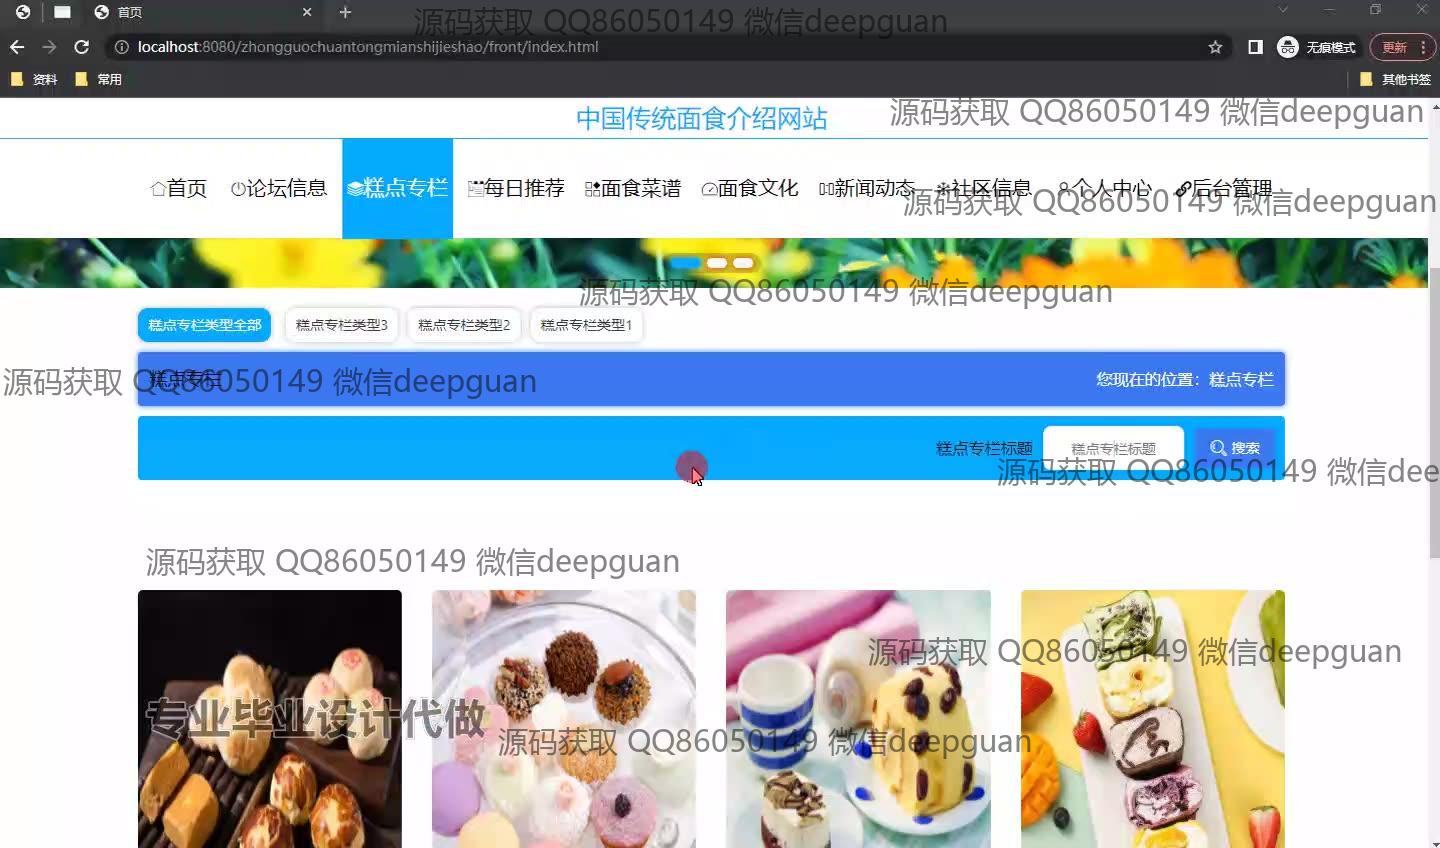 首页
源码获取 QQ86050149 微信deepguan
localhost:8080/zhongguochuantongmianshijieshao/front/index.html
无痕模式
更新
资料
常用
其他书签
中国传统面食介绍网站
源码获取 QQ86050149 微信deepguan
首页
论坛信息
糕点专栏
每日推荐
面食菜谱
面食文化
新闻动态
社区信息
个人中心
后台管理
源码获取 QQ86050149 微信deepguan
源码获取 QQ86050149 微信deepguan
糕点专栏类型全部
糕点专栏类型3
糕点专栏类型2
糕点专栏类型1
糕点专栏
您现在的位置：糕点专栏
源码获取 QQ86050149 微信deepguan
糕点专栏标题
糕点专栏标题
搜索
源码获取 QQ86050149 微信dee
源码获取 QQ86050149 微信deepguan
源码获取 QQ86050149 微信deepguan
专业毕业设计代做
源码获取 QQ86050149 微信deepguan